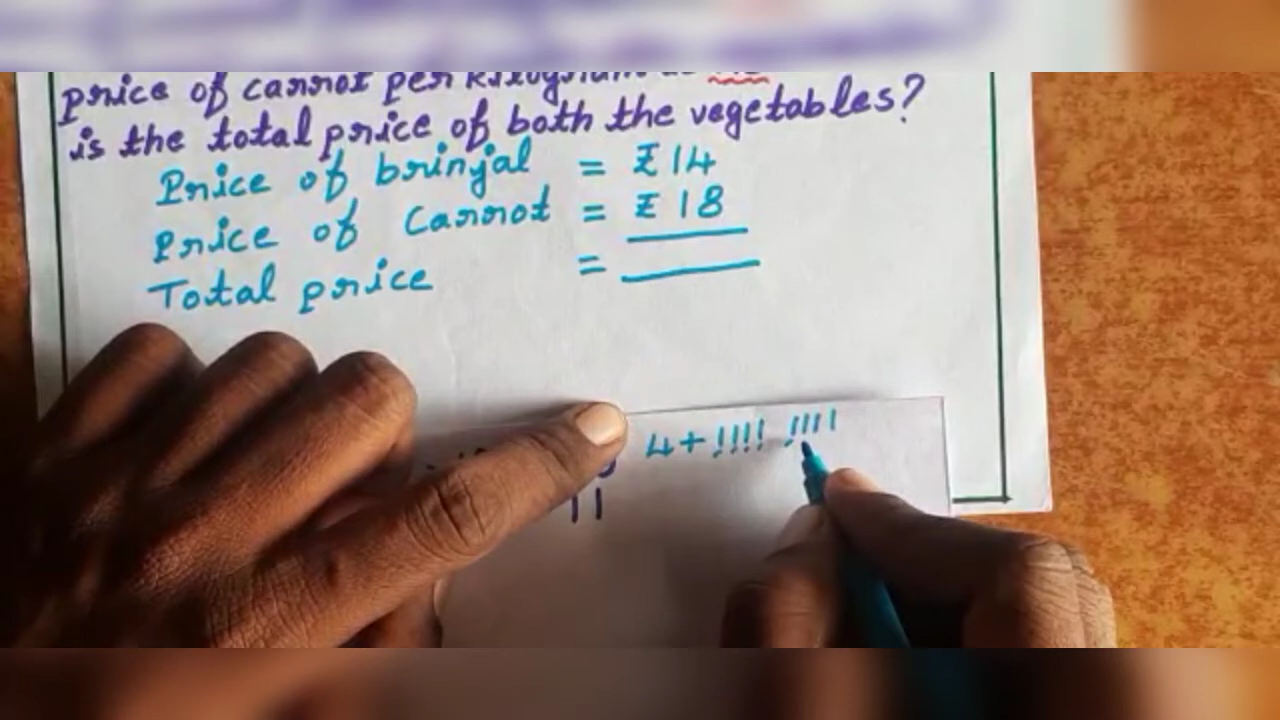 price of carrot per kilogram
is the total price of both the vegetables?
Price of brinjal = ₹14
Price of Carrot = ₹18
Total price =
4+!!!! !!!!
11